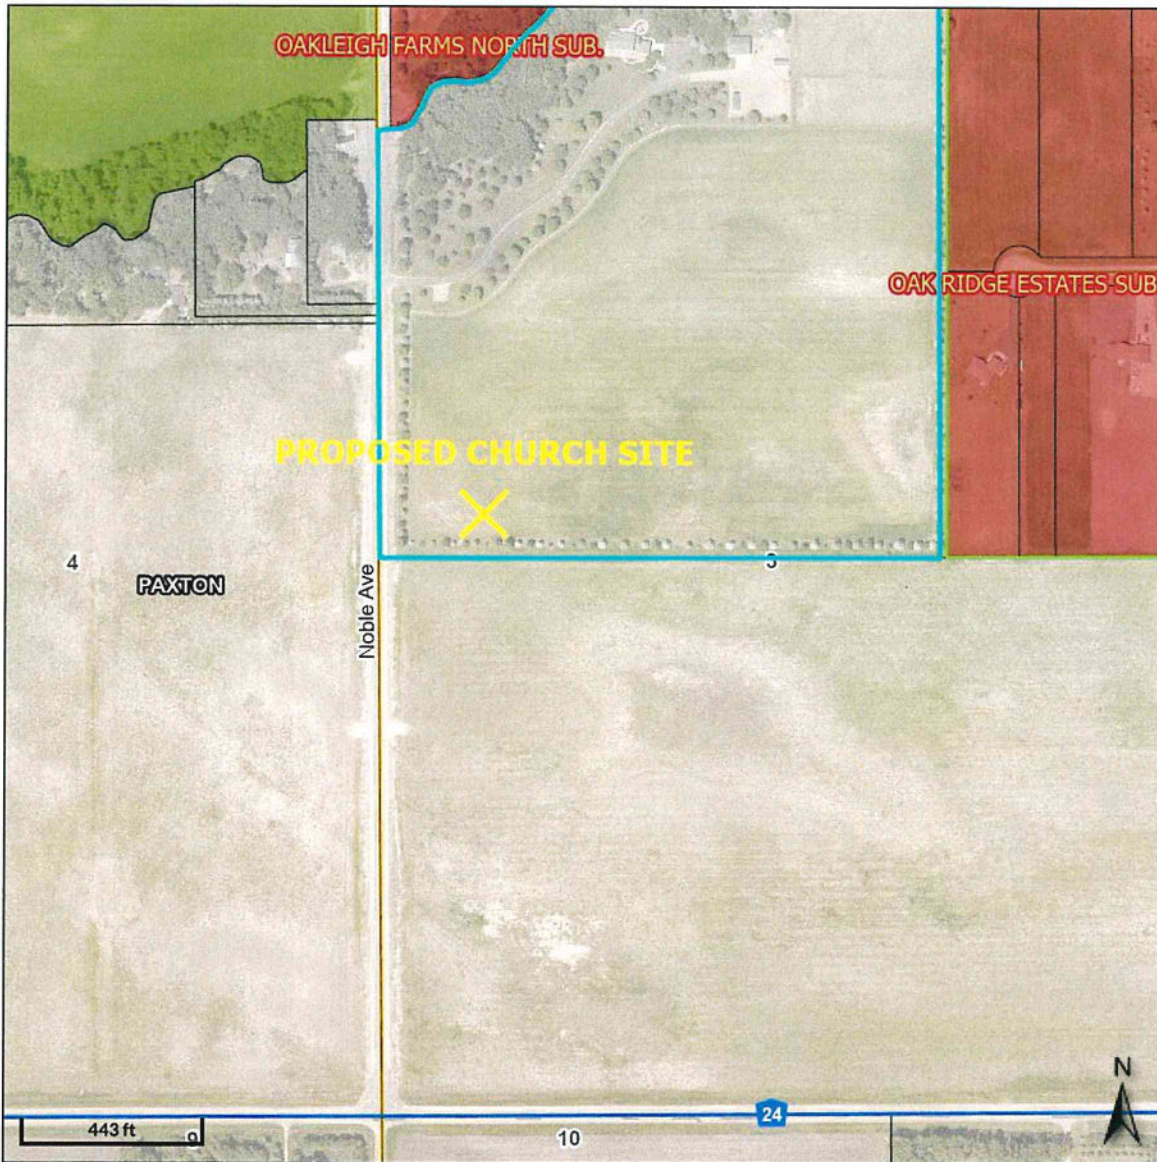 OAKLEIGH FARMS NORTH SUB.
OAK RIDGE ESTATES SUB
PROPOSED CHURCH SITE
4
3
PAXTON
Noble Ave
N
24
443 ft
9
10